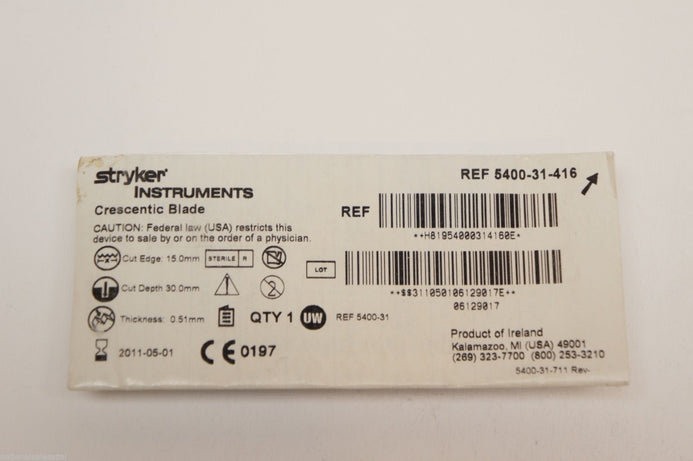 stryker
INSTRUMENTS
REF 5400-31-416
Crescentic Blade
REF
CAUTION: Federal law (USA) restricts this
device to sale by or on the order of a physician.
**H81954000314160E*
Cut Edge: 15.0mm
STERILE R
LOT
Cut Depth 30.0mm
2
**$$311050106129017E**
06129017
Thickness: 0.51mm
QTY 1
UW
REF 5400-31
Product of Ireland
Kalamazoo, MI (USA) 49001
(269) 323-7700 (800) 253-3210
2011-05-01
CE 0197
5400-31-711 Rev-